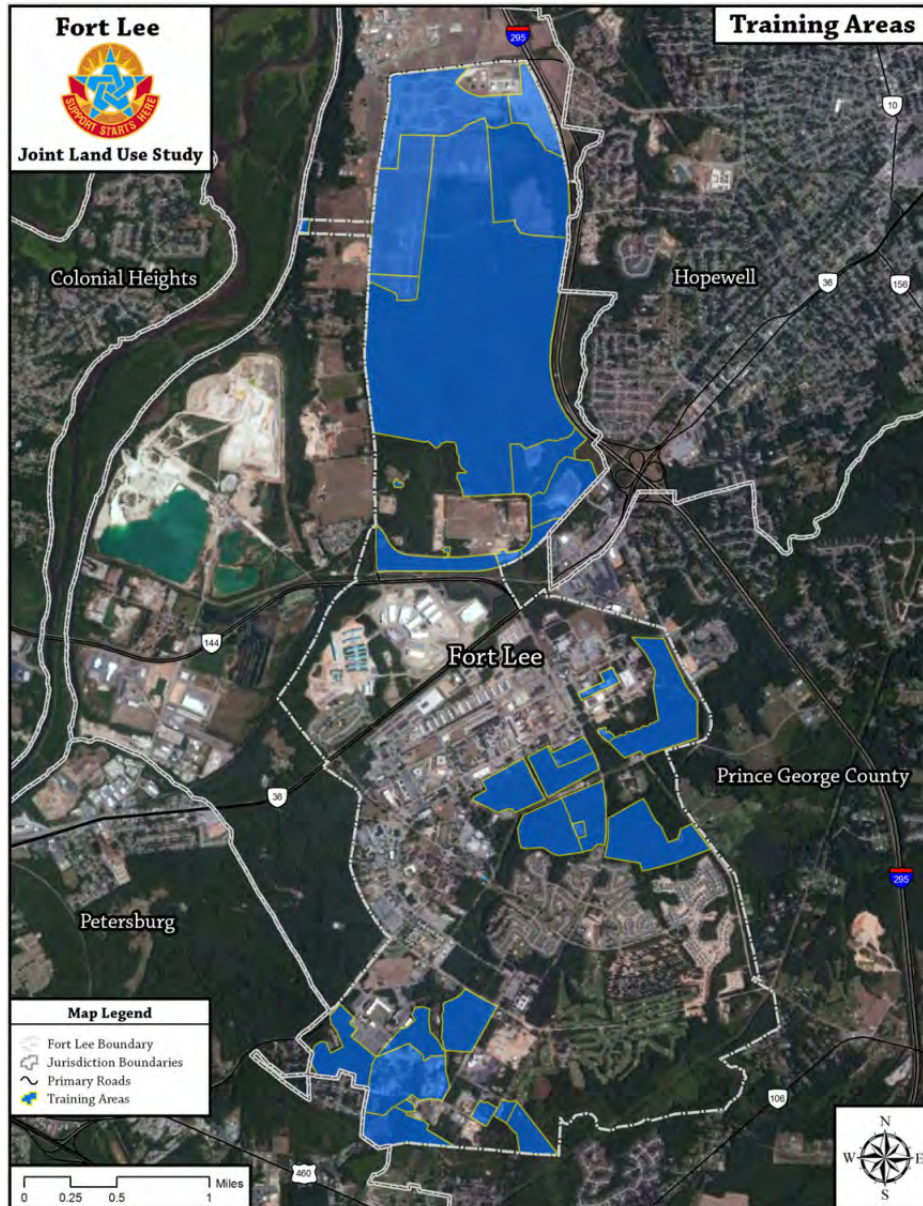 Fort Lee
SUPPORT STARTS HERE
Joint Land Use Study
Training Areas
295
10
Colonial Heights
Hopewell
36
156
144
Fort Lee
Prince George County
36
295
Petersburg
Map Legend
Fort Lee Boundary
Jurisdiction Boundaries
Primary Roads
Training Areas
106
460
0 0.25 0.5 1 Miles
N
W E
S